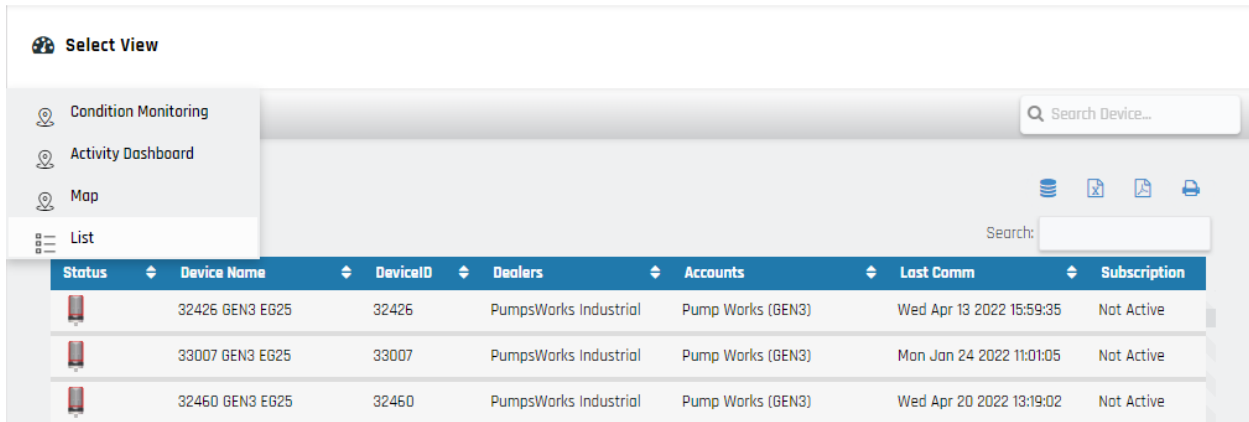 Select View
Condition Monitoring
Search Device...
Activity Dashboard
Map
List
Search:
Status Device Name DeviceID Dealers Accounts Last Comm Subscription
32426 GEN3 EG25 32426 PumpsWorks Industrial Pump Works (GEN3) Wed Apr 13 2022 15:59:35 Not Active
33007 GEN3 EG25 33007 PumpsWorks Industrial Pump Works (GEN3) Mon Jan 24 2022 11:01:05 Not Active
32460 GEN3 EG25 32460 PumpsWorks Industrial Pump Works (GEN3) Wed Apr 20 2022 13:19:02 Not Active